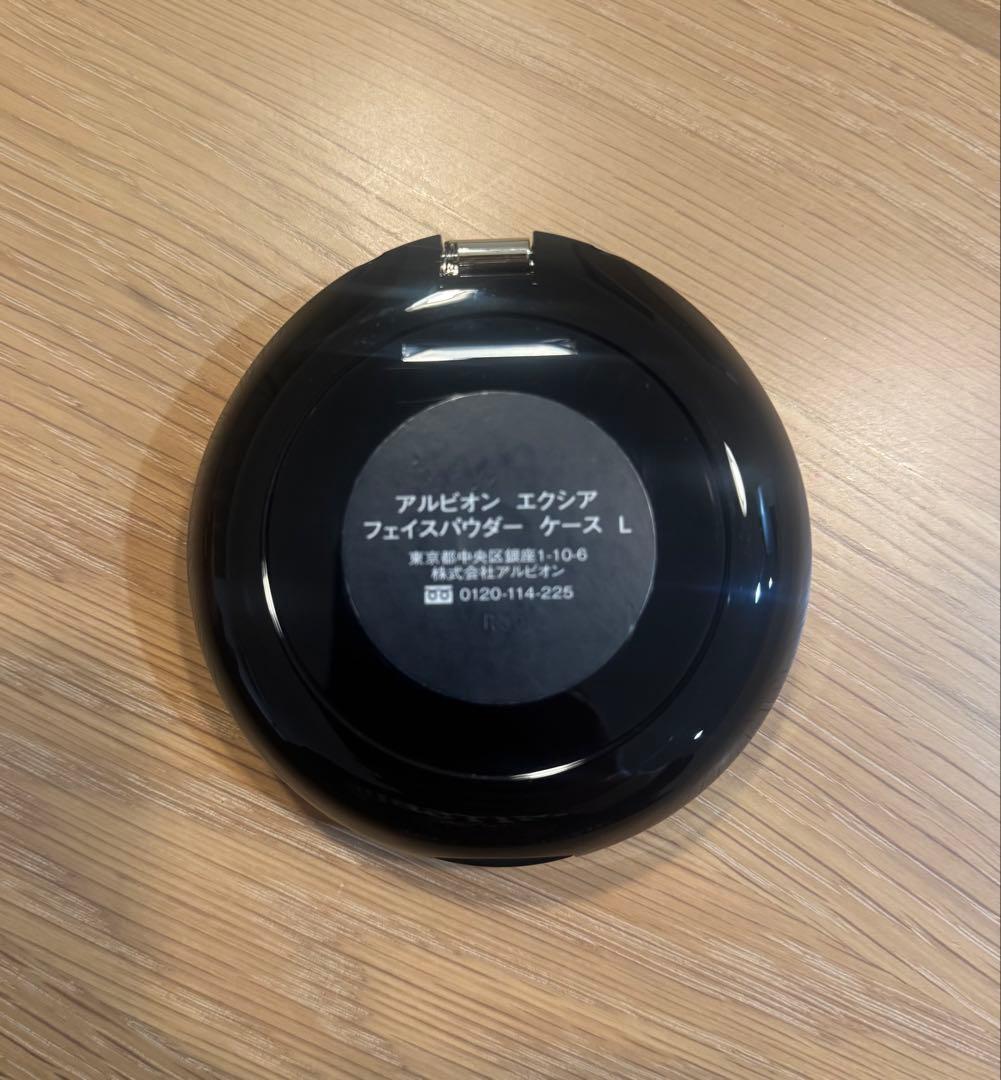 アルビオン　エクシア
フェイスパウダー　ケース　L
東京都中央区銀座1-10-6
株式会社アルビオン
0120-114-225